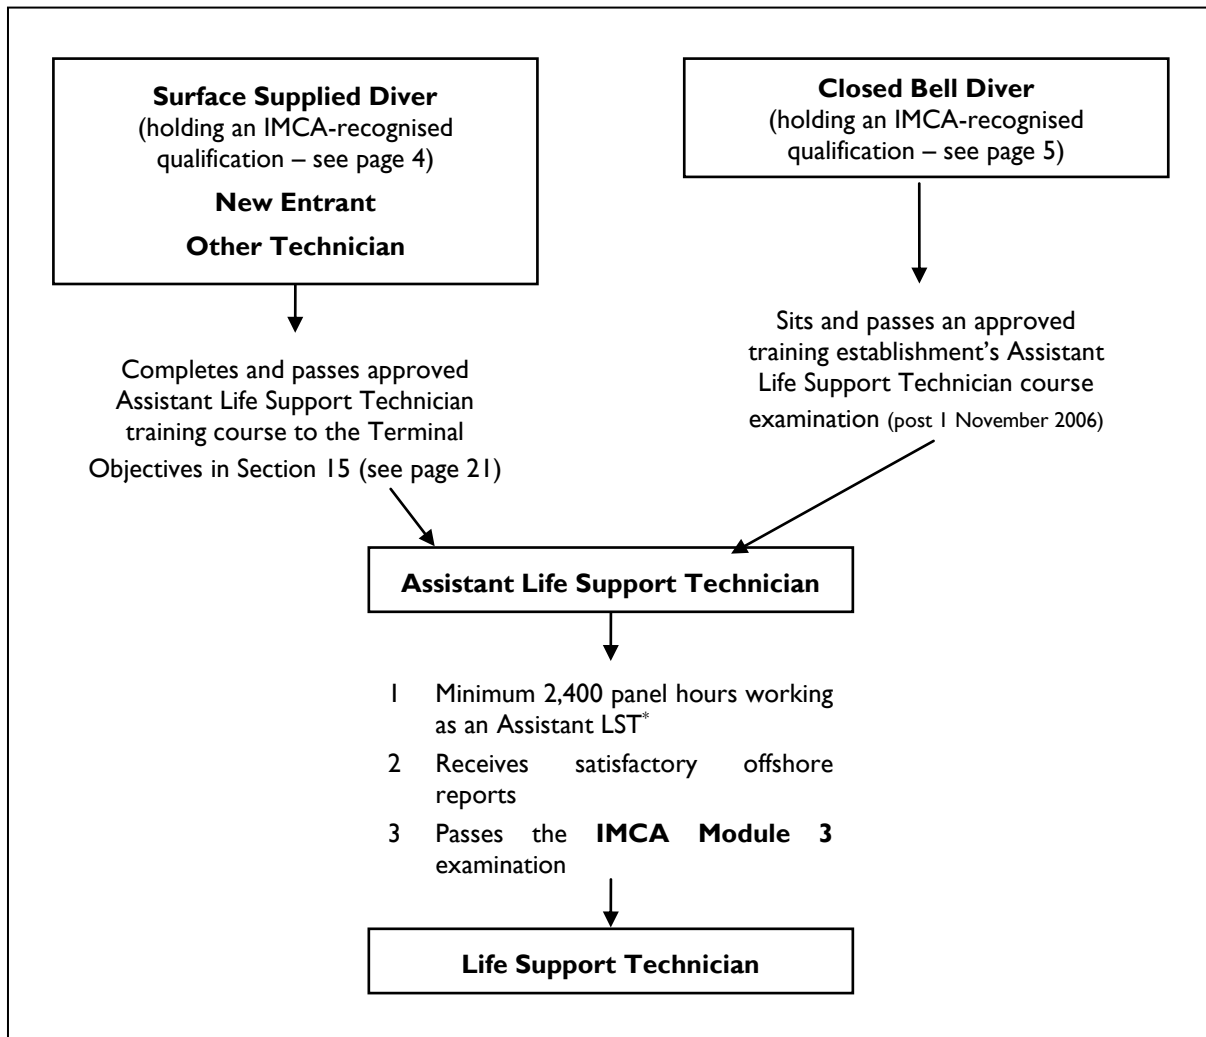 Surface Supplied Diver
(holding an IMCA-recognised
qualification – see page 4)
New Entrant
Other Technician
Closed Bell Diver
(holding an IMCA-recognised
qualification – see page 5)
Completes and passes approved
Assistant Life Support Technician
training course to the Terminal
Objectives in Section 15 (see page 21)
Sits and passes an approved
training establishment's Assistant
Life Support Technician course
examination (post 1 November 2006)
Assistant Life Support Technician
1 Minimum 2,400 panel hours working
as an Assistant LST*
2 Receives satisfactory offshore
reports
3 Passes the IMCA Module 3
examination
Life Support Technician